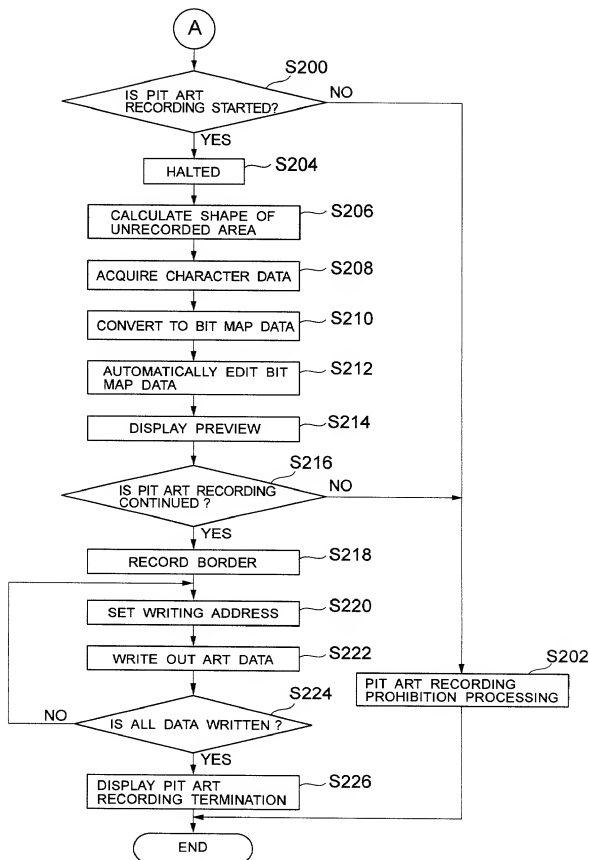 A
S200
IS PIT ART
RECORDING STARTED?
NO
YES
HALTED
S204
CALCULATE SHAPE OF
UNRECORDED AREA
S206
ACQUIRE CHARACTER DATA
S208
CONVERT TO BIT MAP DATA
S210
AUTOMATICALLY EDIT BIT
MAP DATA
S212
DISPLAY PREVIEW
S214
S216
IS PIT ART RECORDING
CONTINUED ?
NO
YES
RECORD BORDER
S218
SET WRITING ADDRESS
S220
WRITE OUT ART DATA
S222
S202
PIT ART RECORDING
PROHIBITION PROCESSING
S224
NO
IS ALL DATA WRITTEN ?
YES
DISPLAY PIT ART
RECORDING TERMINATION
S226
END